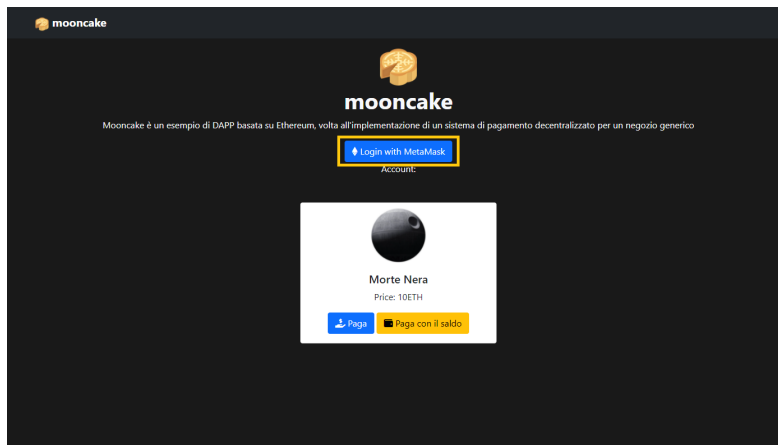 mooncake
mooncake
Mooncake è un esempio di DAPP basata su Ethereum, volta all'implementazione di un sistema di pagamento decentralizzato per un negozio generico
Login with MetaMask
Account:
Morte Nera
Price: 10ETH
Paga Paga con il saldo